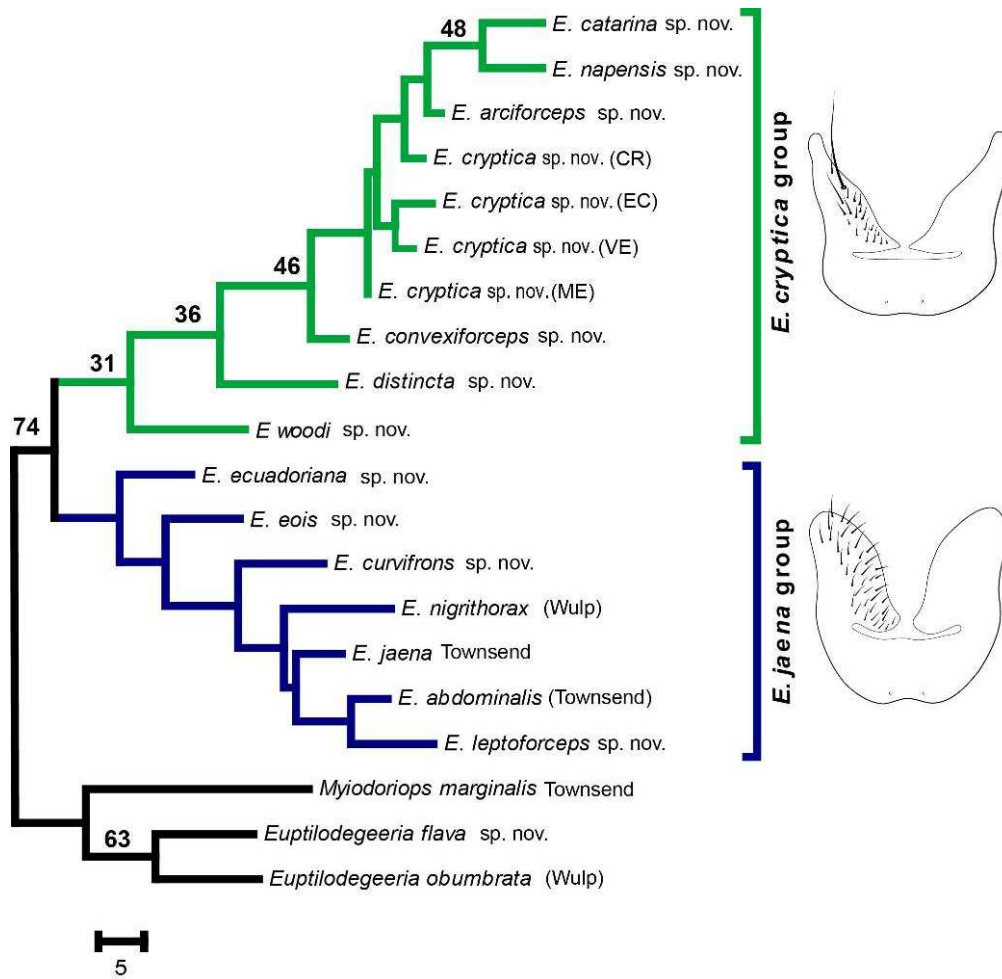 48
E. catarina sp. nov.
E. napensis sp. nov.
E. arciforceps sp. nov.
E. cryptica sp. nov. (CR)
E. cryptica sp. nov. (EC)
E. cryptica sp. nov. (VE)
46
E. cryptica sp. nov. (ME)
36
E. convexiforceps sp. nov.
31
E. distincta sp. nov.
74
E woodi sp. nov.
E. cryptica group
E. ecuadoriana sp. nov.
E. eois sp. nov.
E. curvifrons sp. nov.
E. nigrithorax (Wulp)
E. jaena Townsend
E. abdominalis (Townsend)
E. leptoforceps sp. nov.
E. jaena group
Myiodoriops marginalis Townsend
63
Euptilodegeeria flava sp. nov.
Euptilodegeeria obumbrata (Wulp)
5